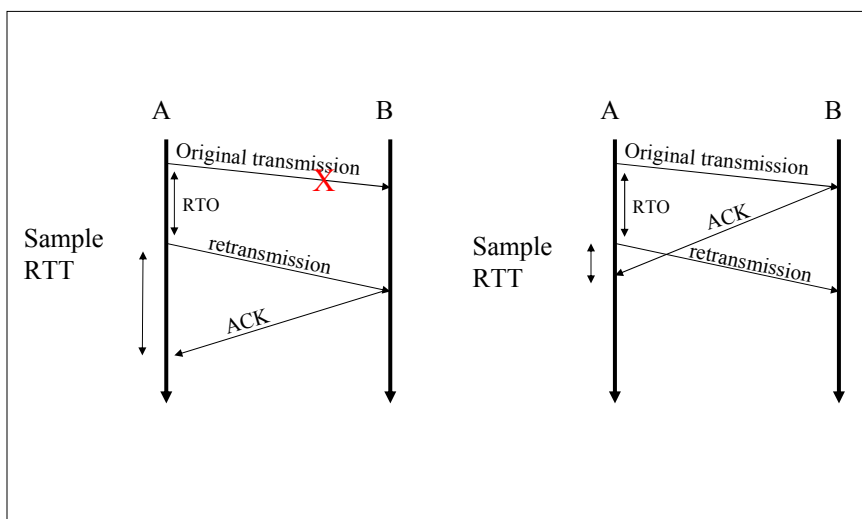 A
B
Original transmission
X
RTO
retransmission
Sample
RTT
ACK
A
B
Original transmission
ACK
RTO
retransmission
Sample
RTT